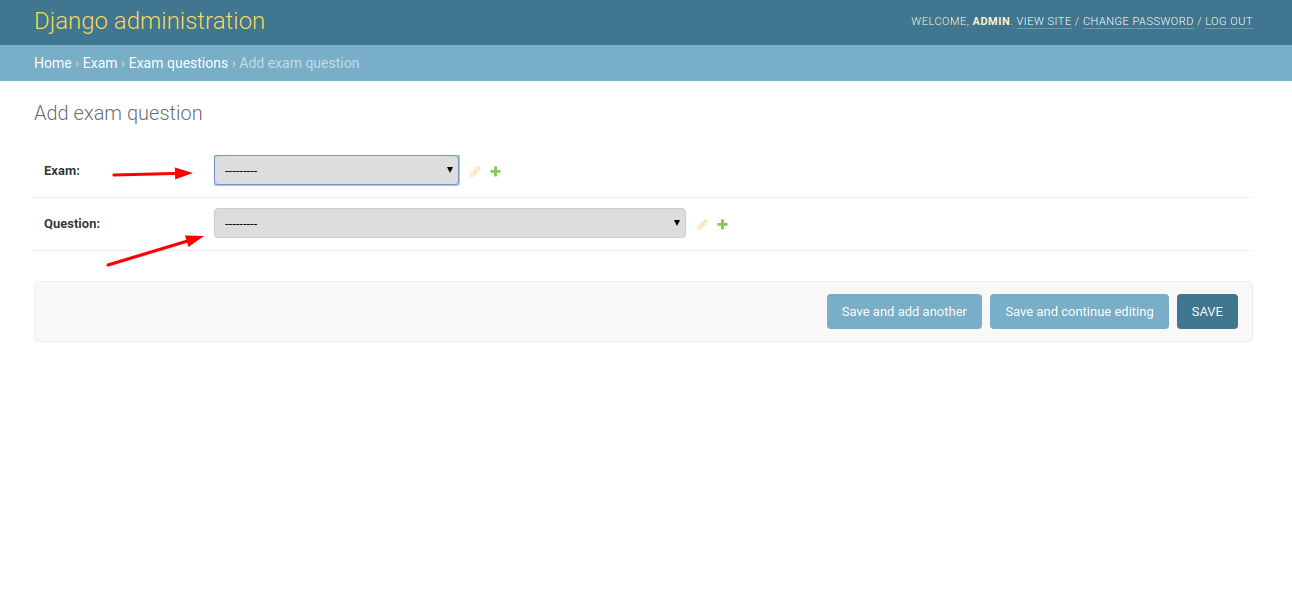 Django administration
WELCOME, ADMIN. VIEW SITE / CHANGE PASSWORD / LOG OUT
Home › Exam › Exam questions › Add exam question
Add exam question
Exam: ---------
Question: ---------
Save and add another Save and continue editing SAVE